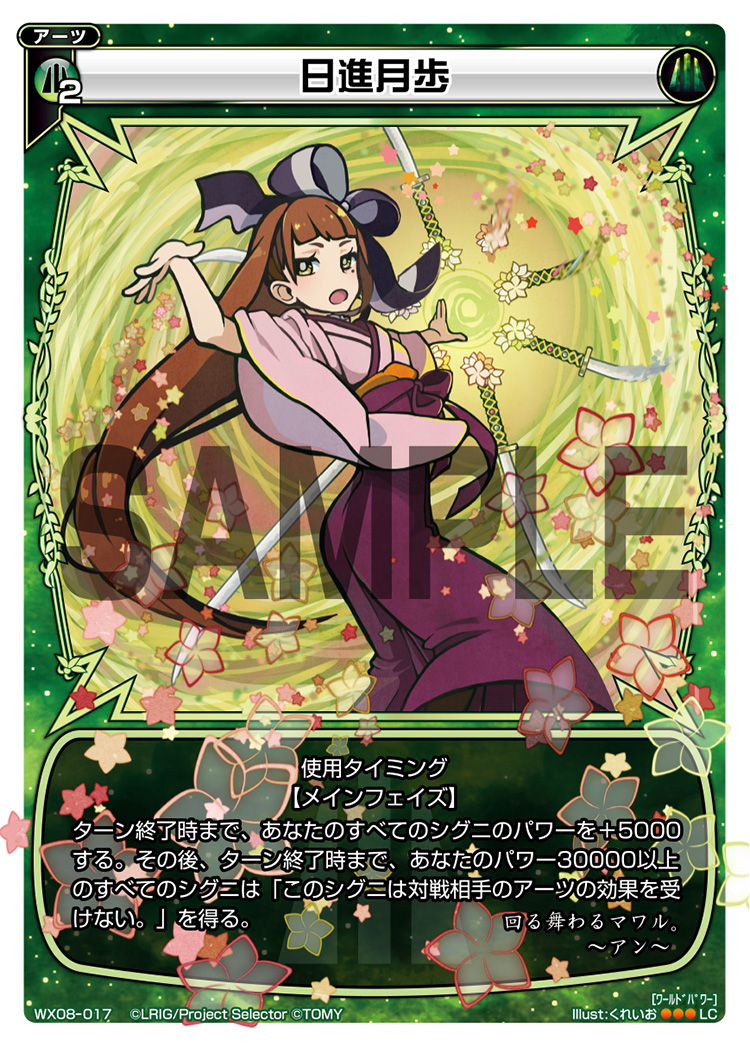 アーツ
2
日進月歩
SAMPLE
使用タイミング
【メインフェイズ】
ターン終了時まで、あなたのすべてのシグニのパワーを＋5000
する。その後、ターン終了時まで、あなたのパワー30000以上
のすべてのシグニは「このシグニは対戦相手のアーツの効果を受
けない。」を得る。
回る舞わるマワル。
～アン～
[ﾜｰﾙﾄﾞﾊﾟﾜｰ]
WX08-017 ©LRIG/Project Selector ©TOMY Illust:くれいお LC